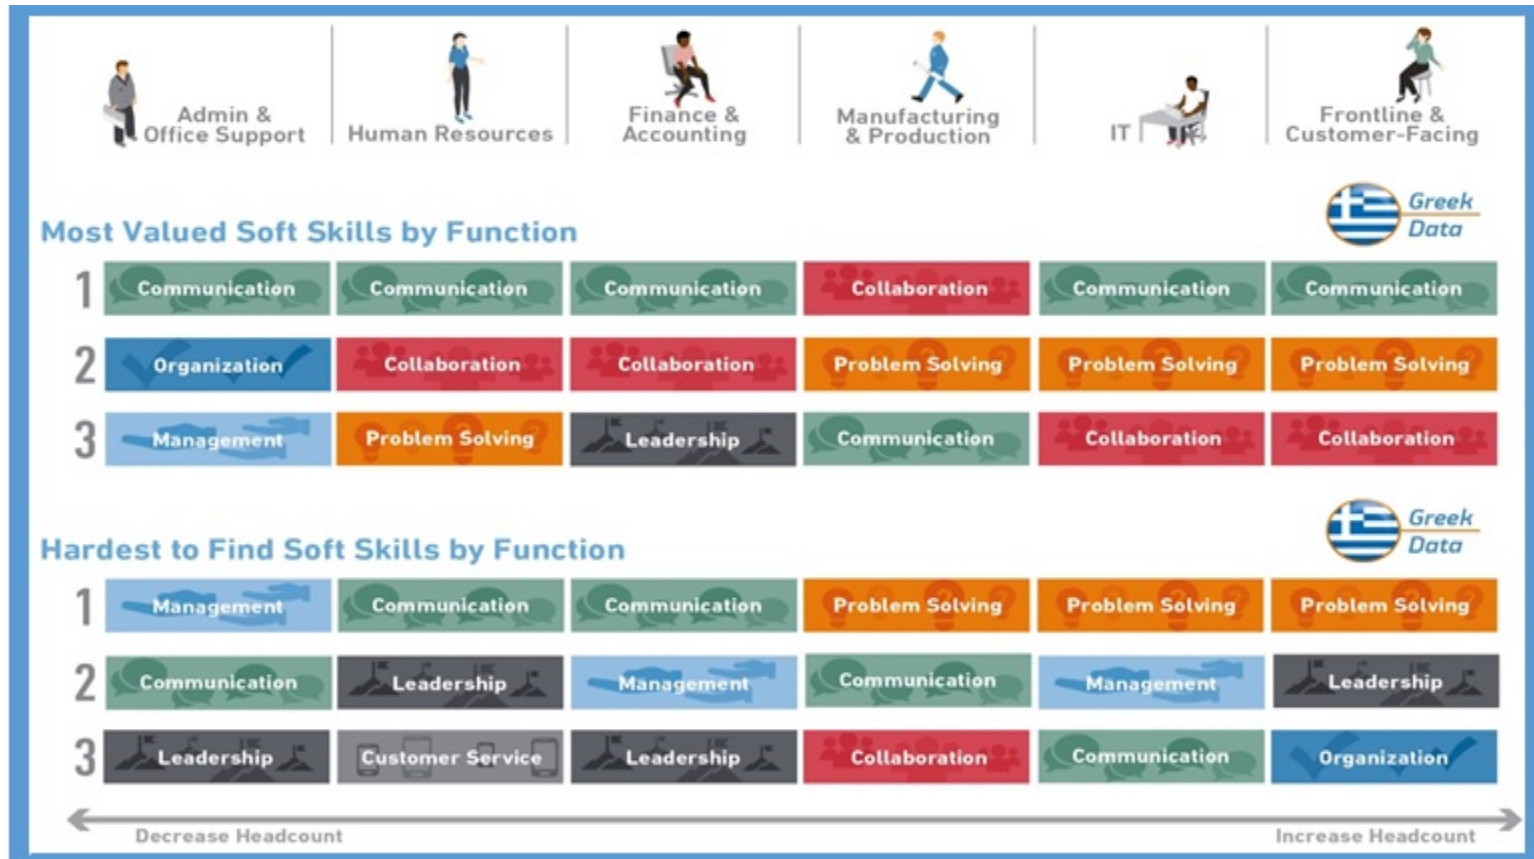 Admin &
Office Support
Human Resources
Finance &
Accounting
Manufacturing
& Production
IT
Frontline &
Customer-Facing
Most Valued Soft Skills by Function
Greek
Data
1 Communication Communication Communication Collaboration Communication Communication
2 Organization Collaboration Collaboration Problem Solving Problem Solving Problem Solving
3 Management Problem Solving Leadership Communication Collaboration Collaboration
Hardest to Find Soft Skills by Function
Greek
Data
1 Management Communication Communication Problem Solving Problem Solving Problem Solving
2 Communication Leadership Management Communication Management Leadership
3 Leadership Customer Service Leadership Collaboration Communication Organization
Decrease Headcount Increase Headcount